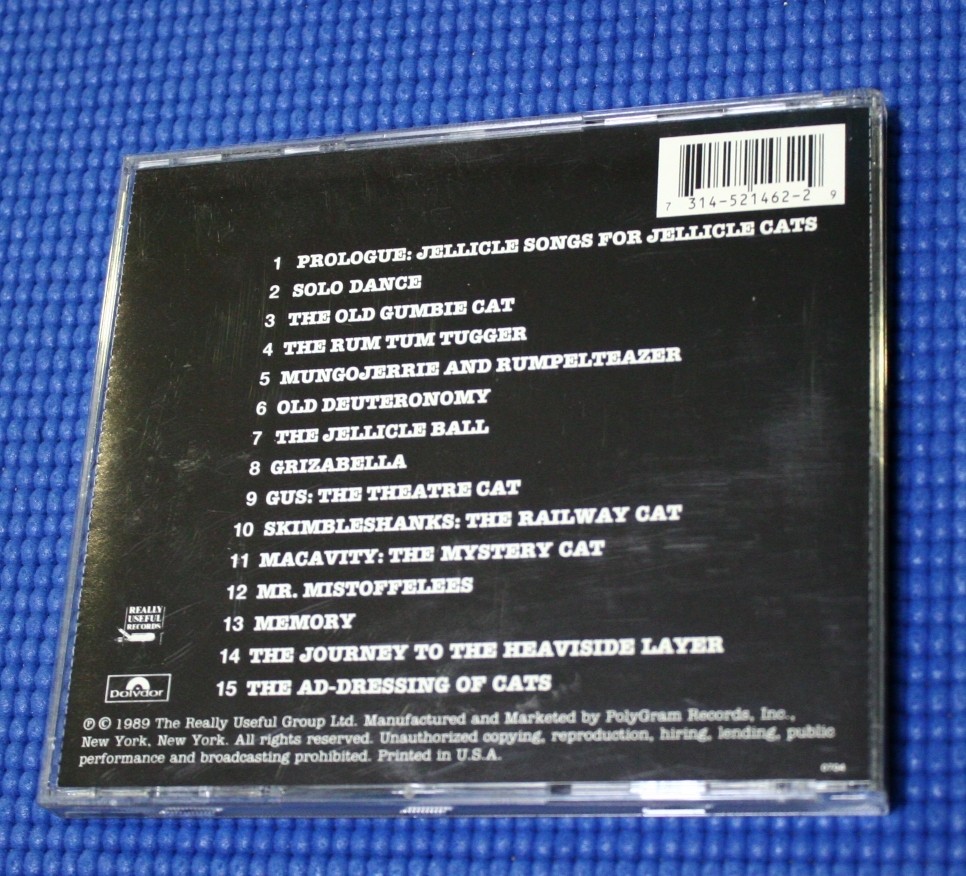 7 314-521462-2 9
1 PROLOGUE: JELLICLE SONGS FOR JELLICLE CATS
2 SOLO DANCE
3 THE OLD GUMBIE CAT
4 THE RUM TUM TUGGER
5 MUNGOJERRIE AND RUMPELTEAZER
6 OLD DEUTERONOMY
7 THE JELLICLE BALL
8 GRIZABELLA
9 GUS: THE THEATRE CAT
10 SKIMBLESHANKS: THE RAILWAY CAT
11 MACAVITY: THE MYSTERY CAT
12 MR. MISTOFFELEES
13 MEMORY
14 THE JOURNEY TO THE HEAVISIDE LAYER
15 THE AD-DRESSING OF CATS
REALLY
USEFUL
RECORDS
Polydor
℗ © 1989 The Really Useful Group Ltd. Manufactured and Marketed by PolyGram Records, Inc.,
New York, New York. All rights reserved. Unauthorized copying, reproduction, hiring, lending, public
performance and broadcasting prohibited. Printed in U.S.A.